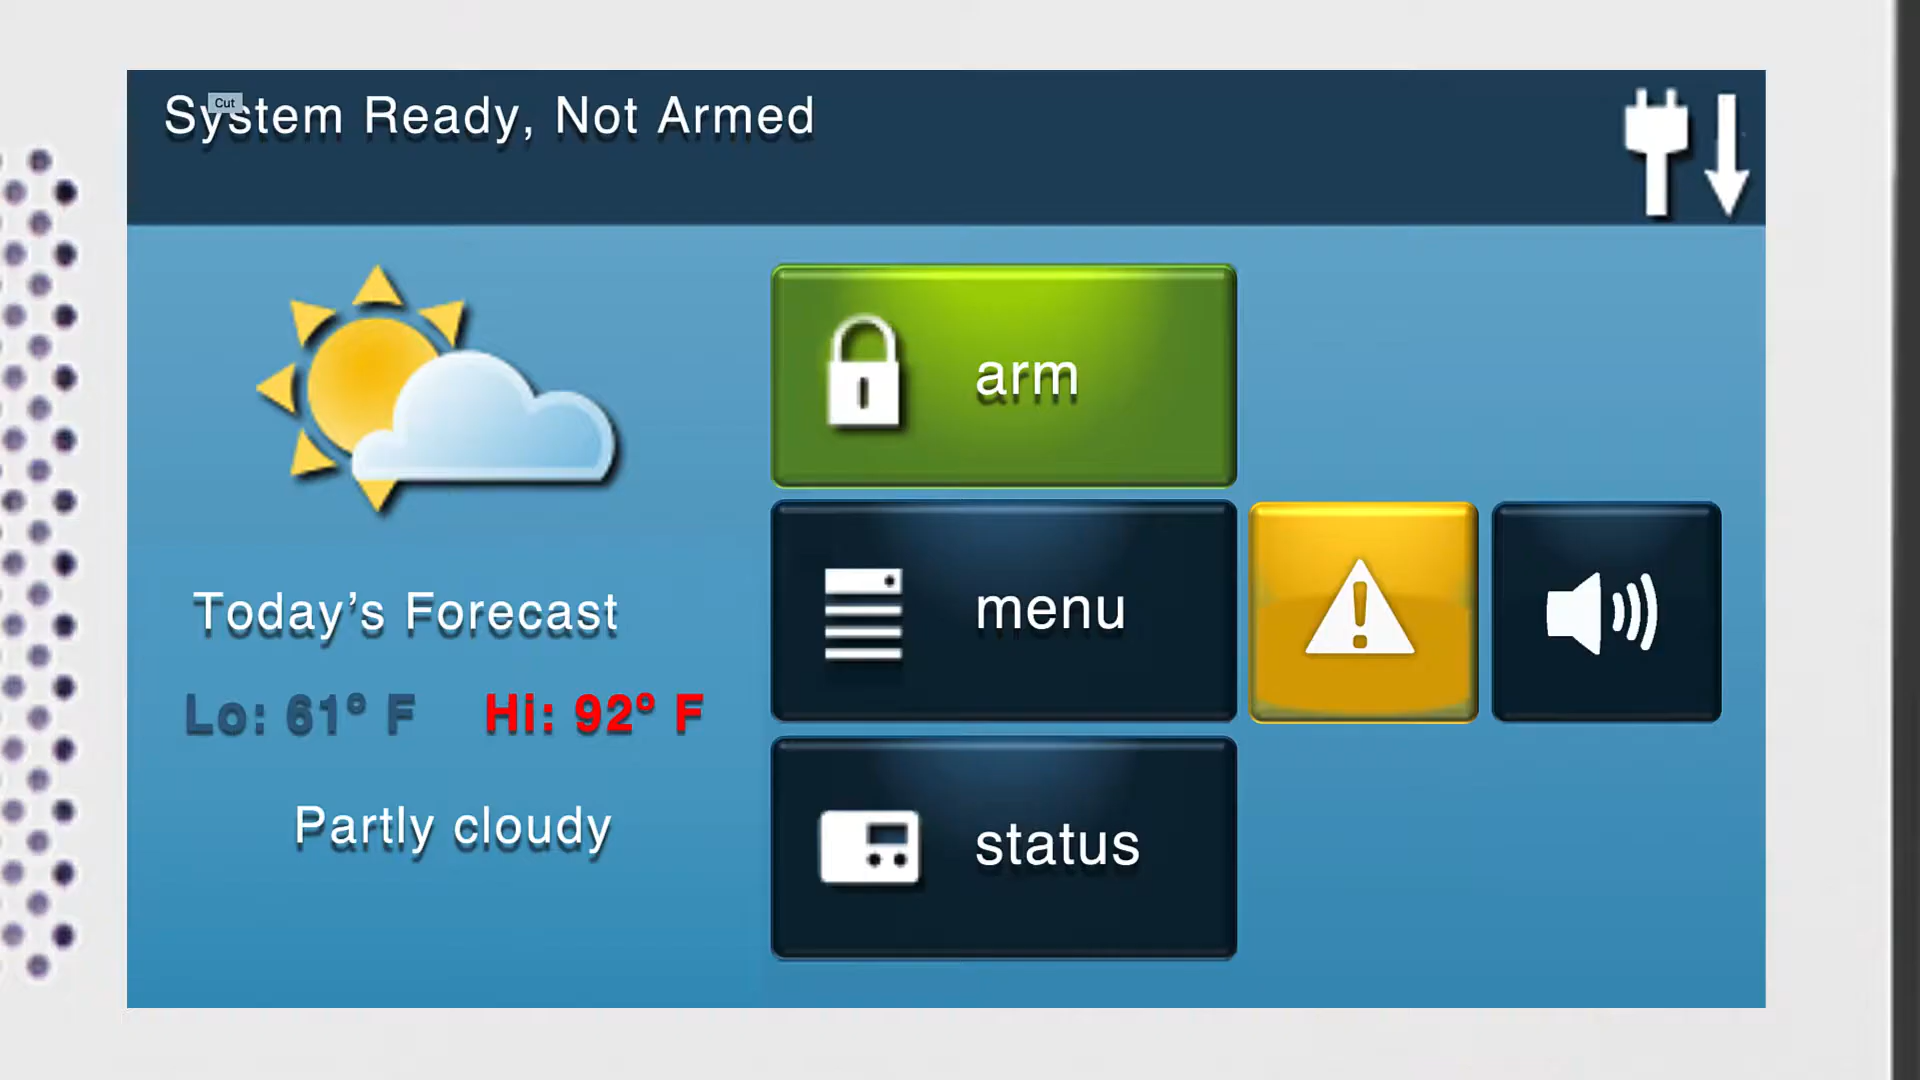 System Ready, Not Armed
Cut
arm
menu
status
Today's Forecast
Lo: 61° F Hi: 92° F
Partly cloudy